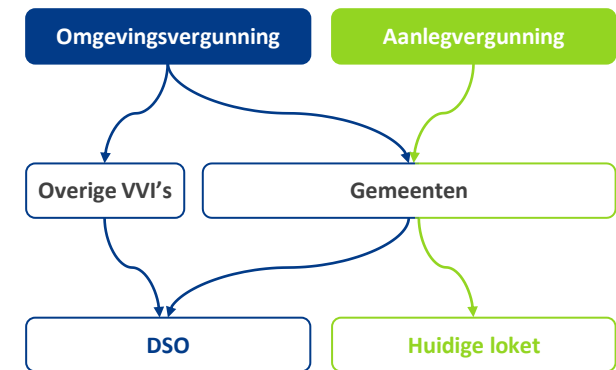 Omgevingsvergunning
Aanlegvergunning
Overige VVI's
Gemeenten
DSO
Huidige loket